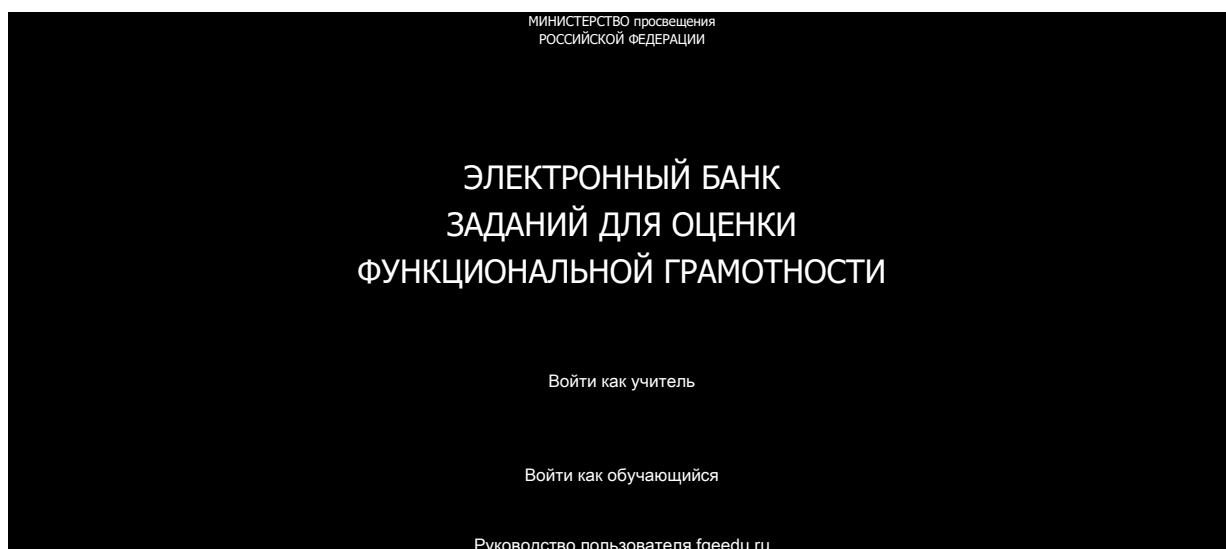 МИНИСТЕРСТВО просвещения
РОССИЙСКОЙ ФЕДЕРАЦИИ
ЭЛЕКТРОННЫЙ БАНК
ЗАДАНИЙ ДЛЯ ОЦЕНКИ
ФУНКЦИОНАЛЬНОЙ ГРАМОТНОСТИ
Войти как учитель
Войти как обучающийся
Руководство пользователя fgeedu.ru